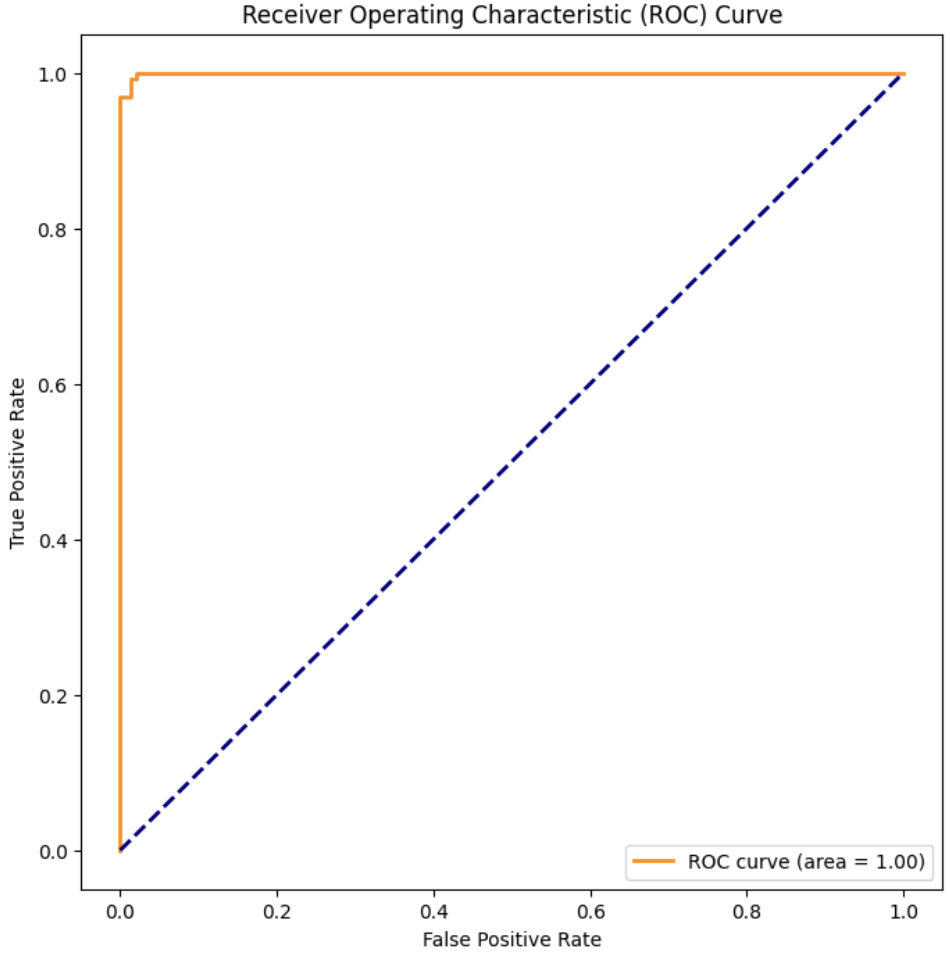 Receiver Operating Characteristic (ROC) Curve
1.0
0.8
0.6
0.4
0.2
0.0
True Positive Rate
ROC curve (area = 1.00)
0.0 0.2 0.4 0.6 0.8 1.0
False Positive Rate